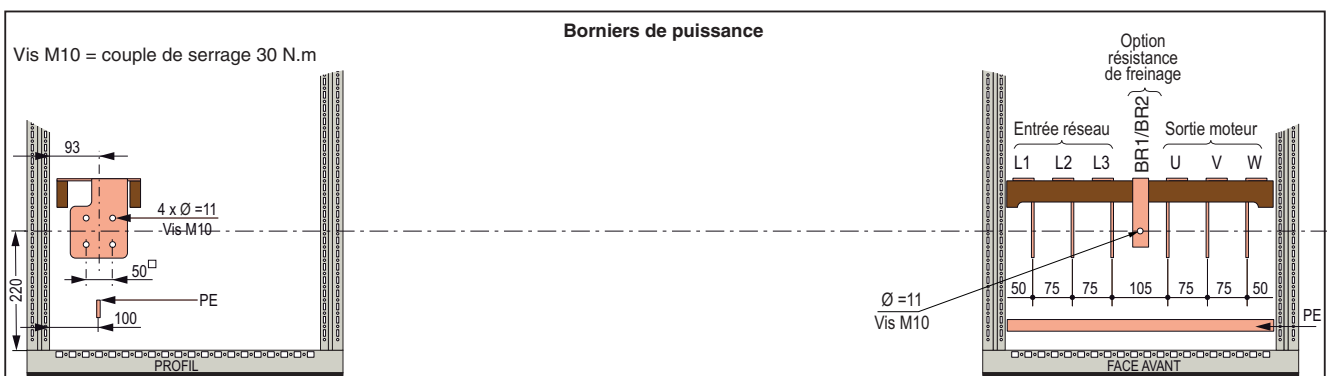 Borniers de puissance
Vis M10 = couple de serrage 30 N.m
93
4 x Ø =11
Vis M10
50□
220
PE
100
PROFIL
Option
résistance
de freinage
BR1/BR2
Entrée réseau
Sortie moteur
L1 L2 L3 U V W
50 75 75 105 75 75 50
Ø =11
Vis M10
PE
FACE AVANT